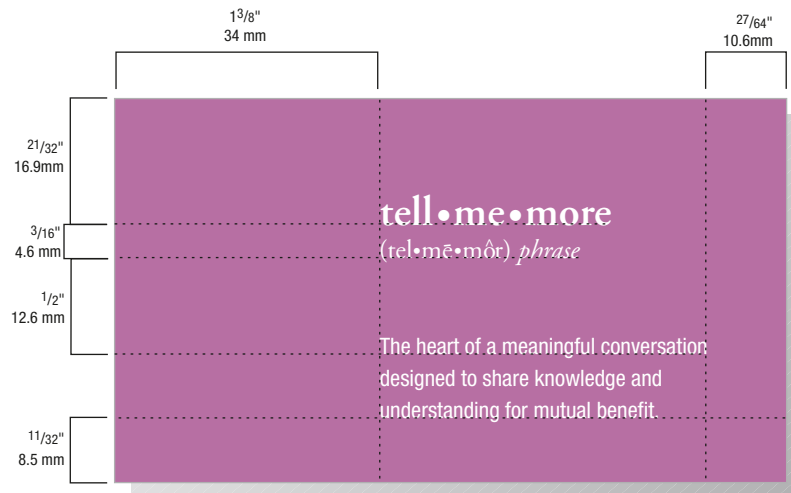 1 3/8"
34 mm
27/64"
10.6mm
21/32"
16.9mm
tell•me•more
3/16"
4.6 mm
(tel•mē•môr) phrase
1/2"
12.6 mm
The heart of a meaningful conversation
designed to share knowledge and
understanding for mutual benefit.
11/32"
8.5 mm